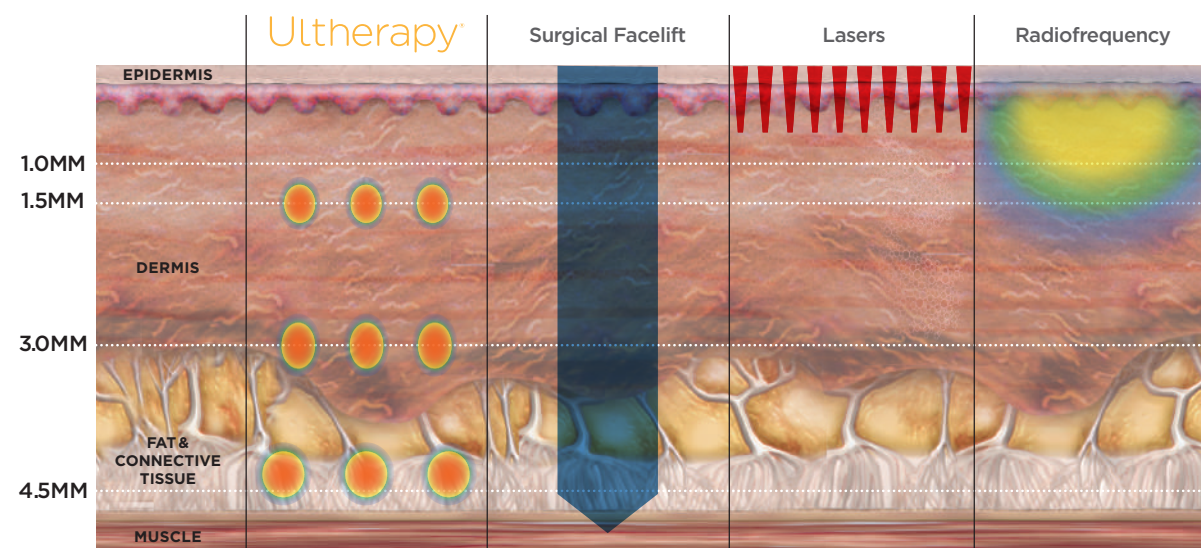 Ultherapy
Surgical Facelift
Lasers
Radiofrequency
EPIDERMIS
1.0MM
1.5MM
DERMIS
3.0MM
FAT &
CONNECTIVE
TISSUE
4.5MM
MUSCLE